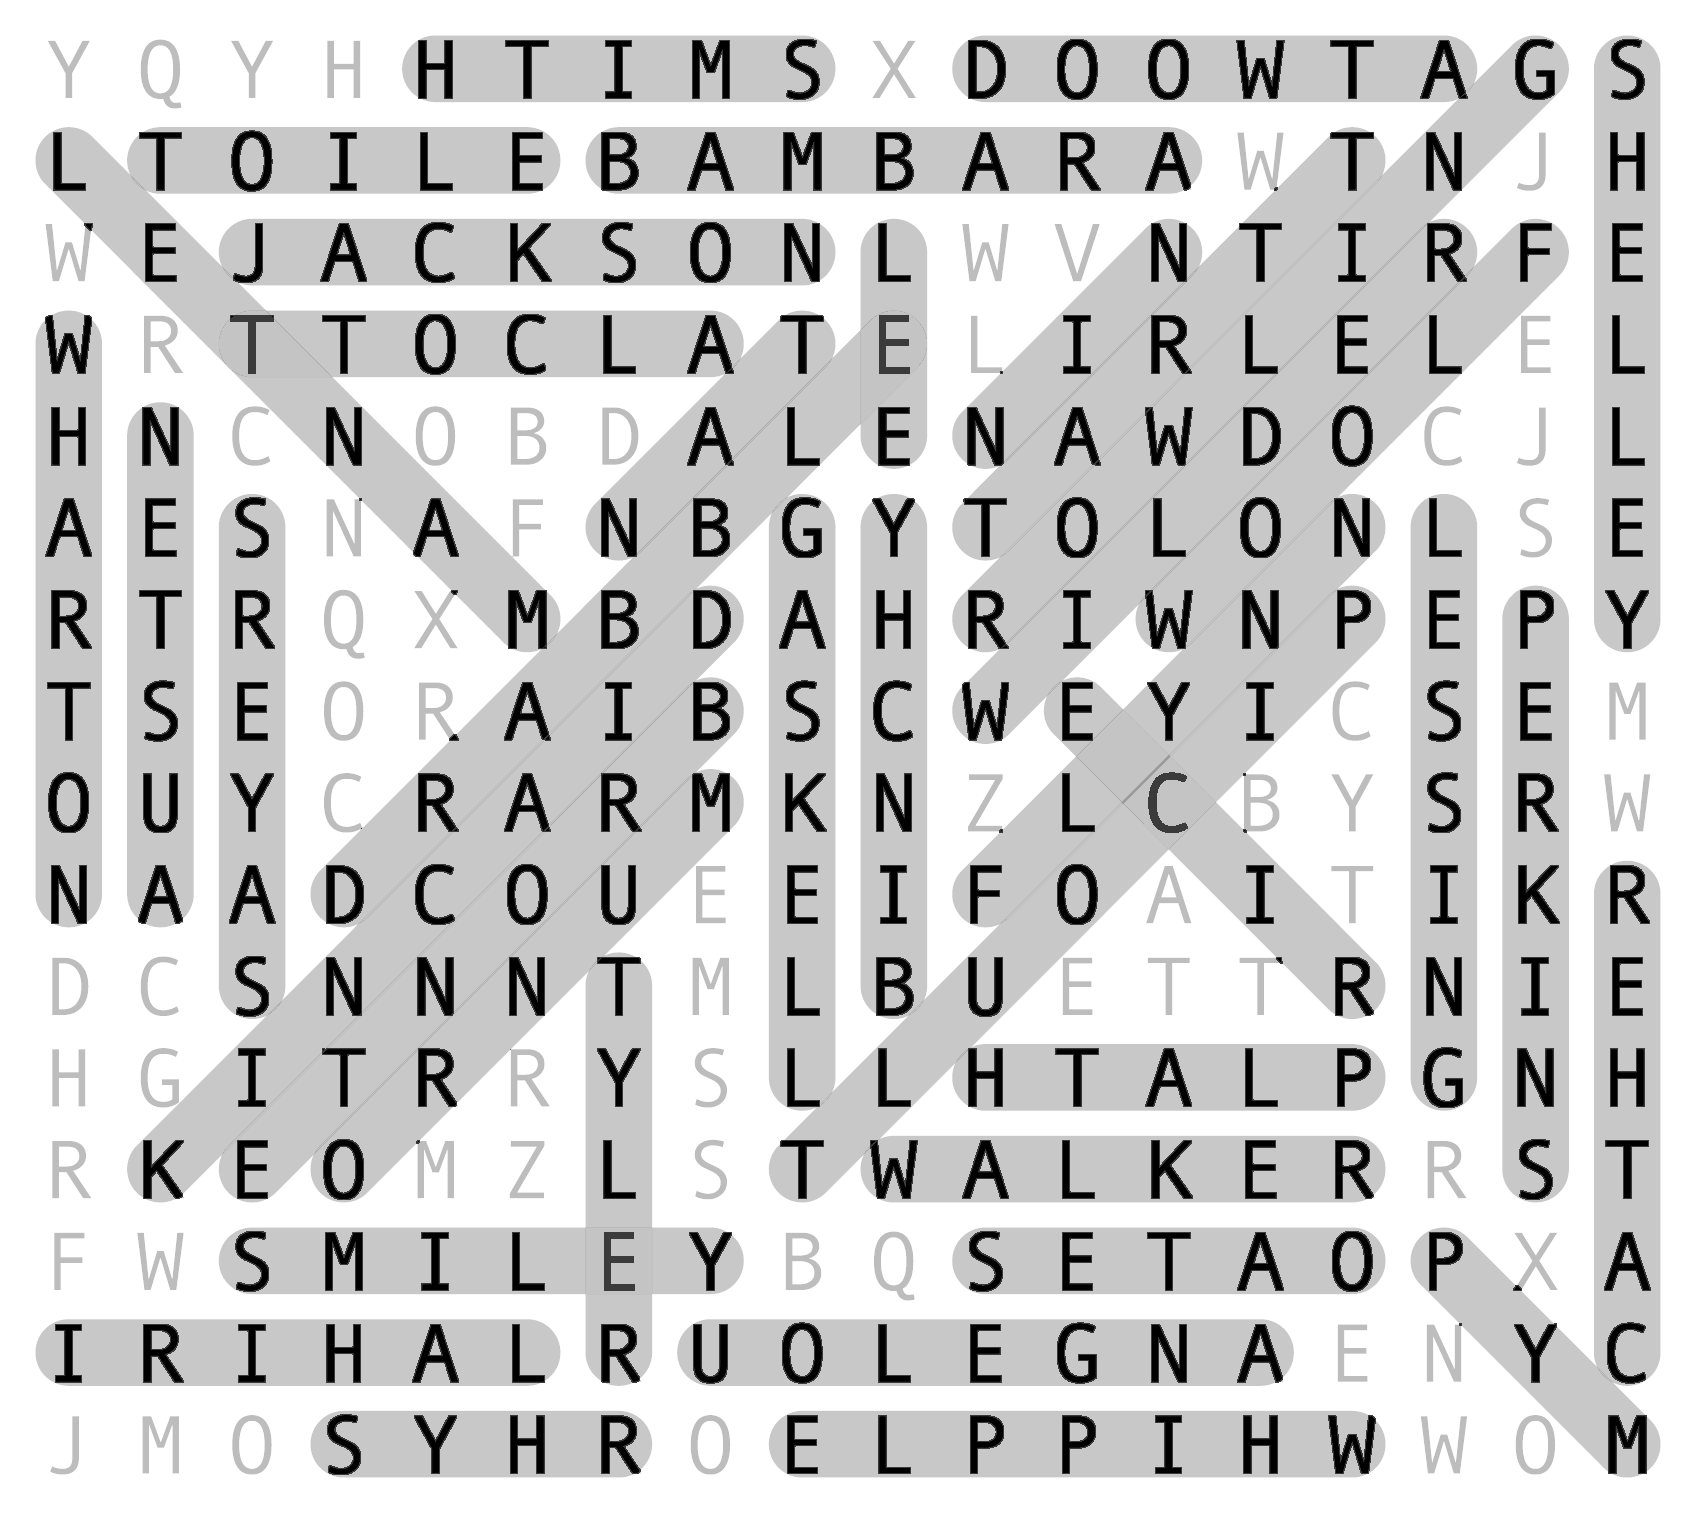 Y Q Y H H T I M S X D O O W T A G S
L T O I L E B A M B A R A W T N J H
W E J A C K S O N L W V N T I R F E
W R T T O C L A T E L I R L E L E L
H N C N O B D A L E N A W D O C J L
A E S N A F N B G Y T O L O N L S E
R T R Q X M B D A H R I W N P E P Y
T S E O R A I B S C W E Y I C S E M
O U Y C R A R M K N Z L C B Y S R W
N A A D C O U E E I F O A I T I K R
D C S N N N T M L B U E T T R N I E
H G I T R R Y S L L H T A L P G N H
R K E O M Z L S T W A L K E R R S T
F W S M I L E Y B Q S E T A O P X A
I R I H A L R U O L E G N A E N Y C
J M O S Y H R O E L P P I H W W O M